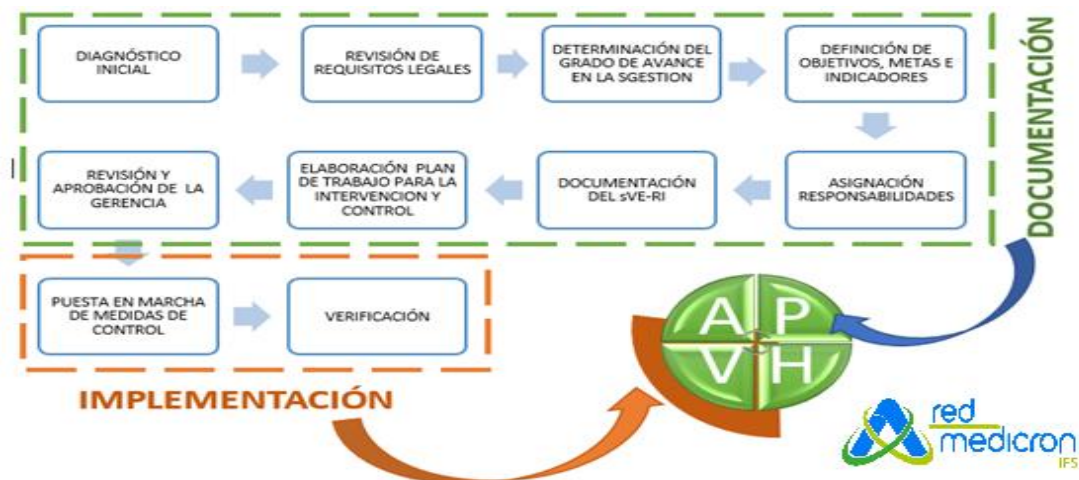 DIAGNÓSTICO
INICIAL
REVISIÓN DE
REQUISITOS LEGALES
DETERMINACIÓN DEL
GRADO DE AVANCE
EN LA SGESTION
DEFINICIÓN DE
OBJETIVOS, METAS E
INDICADORES
ASIGNACIÓN
RESPONSABILIDADES
DOCUMENTACIÓN
DEL sVE-RI
ELABORACIÓN PLAN
DE TRABAJO PARA LA
INTERVENCION Y
CONTROL
REVISIÓN Y
APROBACIÓN DE LA
GERENCIA
DOCUMENTACIÓN
PUESTA EN MARCHA
DE MEDIDAS DE
CONTROL
VERIFICACIÓN
IMPLEMENTACIÓN
A P
V H
red
medicron
IFS